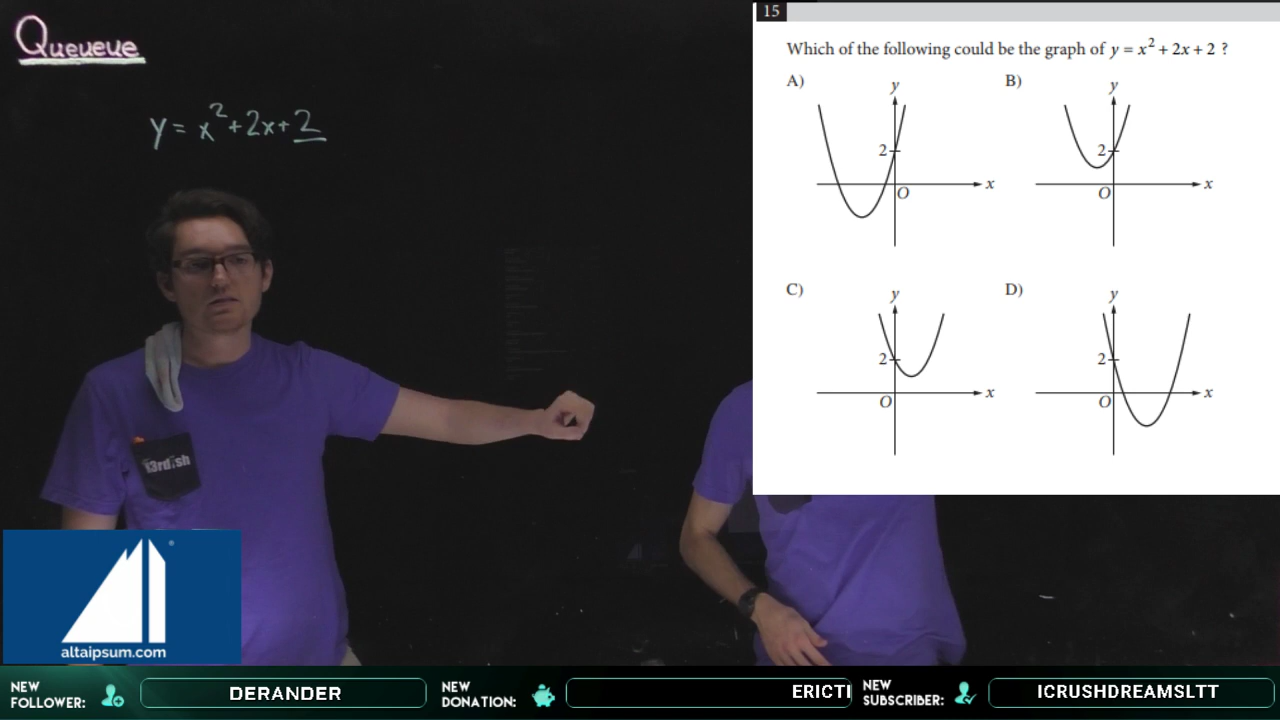 Queueue
y = x² + 2x + 2
15
Which of the following could be the graph of y = x² + 2x + 2 ?
A)
y
2
O
x
B)
y
2
O
x
C)
y
2
O
x
D)
y
2
O
x
altaipsum.com
NEW FOLLOWER:
DERANDER
NEW DONATION:
ERICTI
NEW SUBSCRIBER:
ICRUSHDREAMSLTT